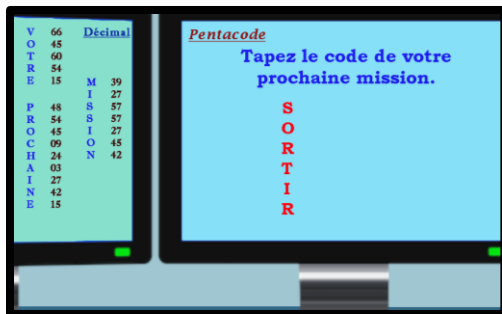 V 66
O 45
T 60
R 54
E 15
P 48
R 54
O 45
C 09
H 24
A 03
I 27
N 42
E 15
Décimal
M 39
I 27
S 57
S 57
I 27
O 45
N 42
Pentacode
Tapez le code de votre
prochaine mission.
S
O
R
T
I
R